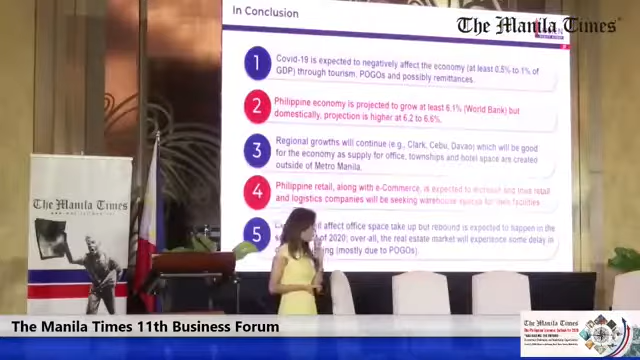 In Conclusion
The Manila Times
1
Covid-19 is expected to negatively affect the economy (at least 0.5% to 1% of
GDP) through tourism, POGOs and possibly remittances.
2
Philippine economy is projected to grow at least 6.1% (World Bank) but
domestically, projection is higher at 6.2 to 6.6%.
3
Regional growths will continue (e.g., Clark, Cebu, Davao) which will be good
for the economy as supply for office, townships and hotel space are created
outside of Metro Manila.
4
Philippine retail, along with e-Commerce, is expected to increase and thus retail
and logistics companies will be seeking warehouse spaces for their facilities.
5
affect office space take up but rebound is expected to happen in the
of 2020; over-all, the real estate market will experience some delay in
(mostly due to POGOs).
The Manila Times
The Manila Times 11th Business Forum
The Manila Times